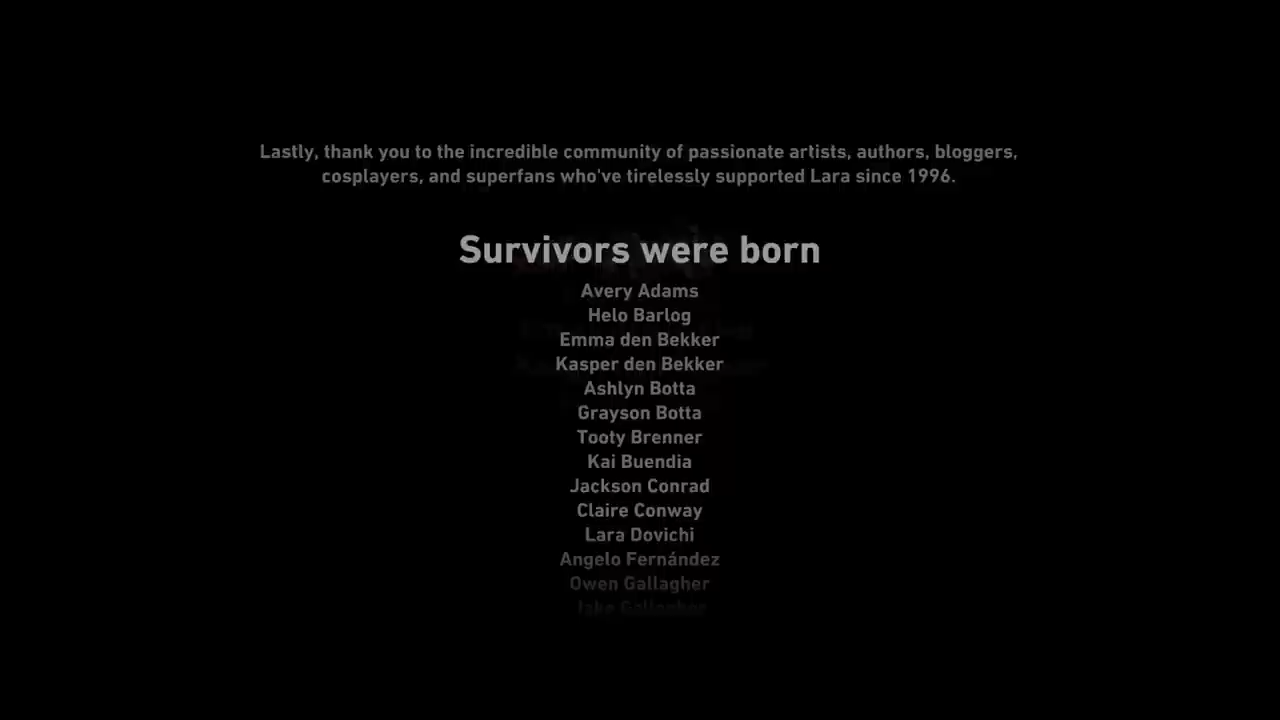 Lastly, thank you to the incredible community of passionate artists, authors, bloggers,
cosplayers, and superfans who've tirelessly supported Lara since 1996.
Survivors were born
Avery Adams
Helo Barlog
Emma den Bekker
Kasper den Bekker
Ashlyn Botta
Grayson Botta
Tooty Brenner
Kai Buendia
Jackson Conrad
Claire Conway
Lara Dovichi
Angelo Fernández
Owen Gallagher
Jake Gallagher